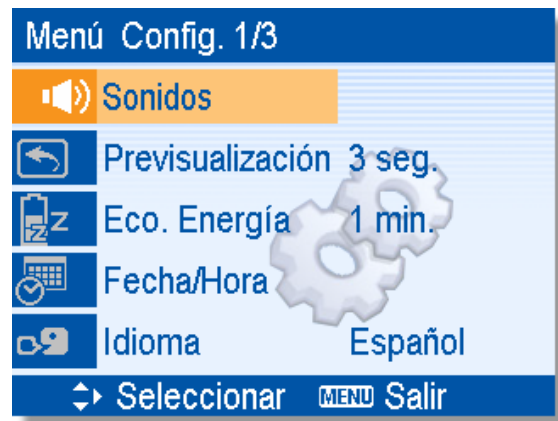 Menú Config. 1/3
Sonidos
Previsualización 3 seg.
Eco. Energía 1 min.
Fecha/Hora
Idioma Español
Seleccionar MENU Salir